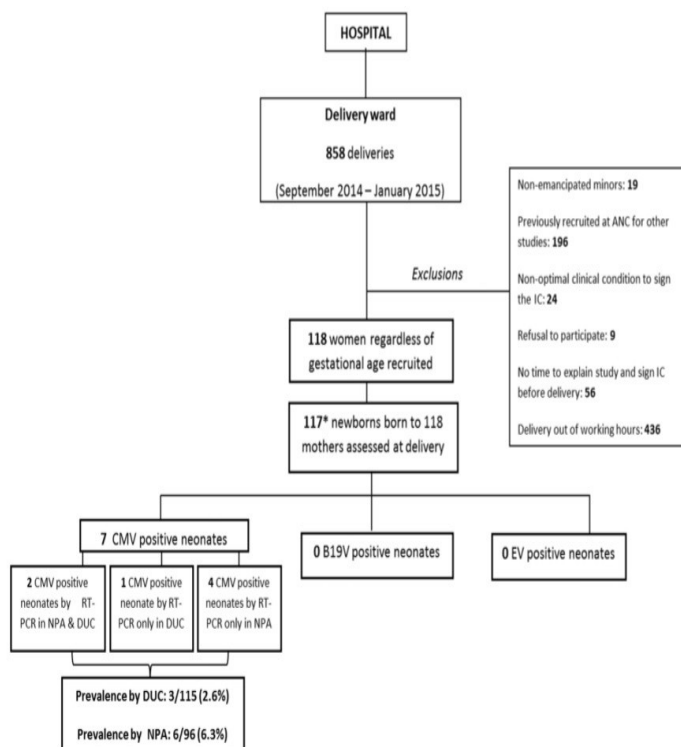 HOSPITAL
Delivery ward
858 deliveries
(September 2014 – January 2015)
Exclusions
Non-emancipated minors: 19
Previously recruited at ANC for other
studies: 196
Non-optimal clinical condition to sign
the IC: 24
Refusal to participate: 9
No time to explain study and sign IC
before delivery: 56
Delivery out of working hours: 436
118 women regardless of
gestational age recruited
117* newborns born to 118
mothers assessed at delivery
7 CMV positive neonates
0 B19V positive neonates
0 EV positive neonates
2 CMV positive
neonates by RT-
PCR in NPA & DUC
1 CMV positive
neonate by RT-
PCR only in DUC
4 CMV positive
neonates by RT-
PCR only in NPA
Prevalence by DUC: 3/115 (2.6%)
Prevalence by NPA: 6/96 (6.3%)